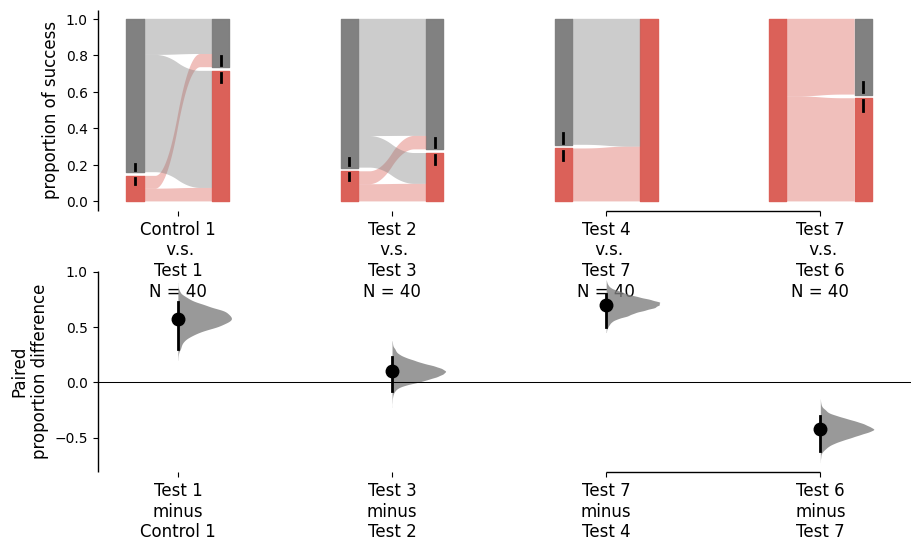 proportion of success
1.0
0.8
0.6
0.4
0.2
0.0
Control 1
v.s.
Test 1
N = 40
Test 2
v.s.
Test 3
N = 40
Test 4
v.s.
Test 7
N = 40
Test 7
v.s.
Test 6
N = 40
Paired
proportion difference
1.0
0.5
0.0
−0.5
Test 1
minus
Control 1
Test 3
minus
Test 2
Test 7
minus
Test 4
Test 6
minus
Test 7